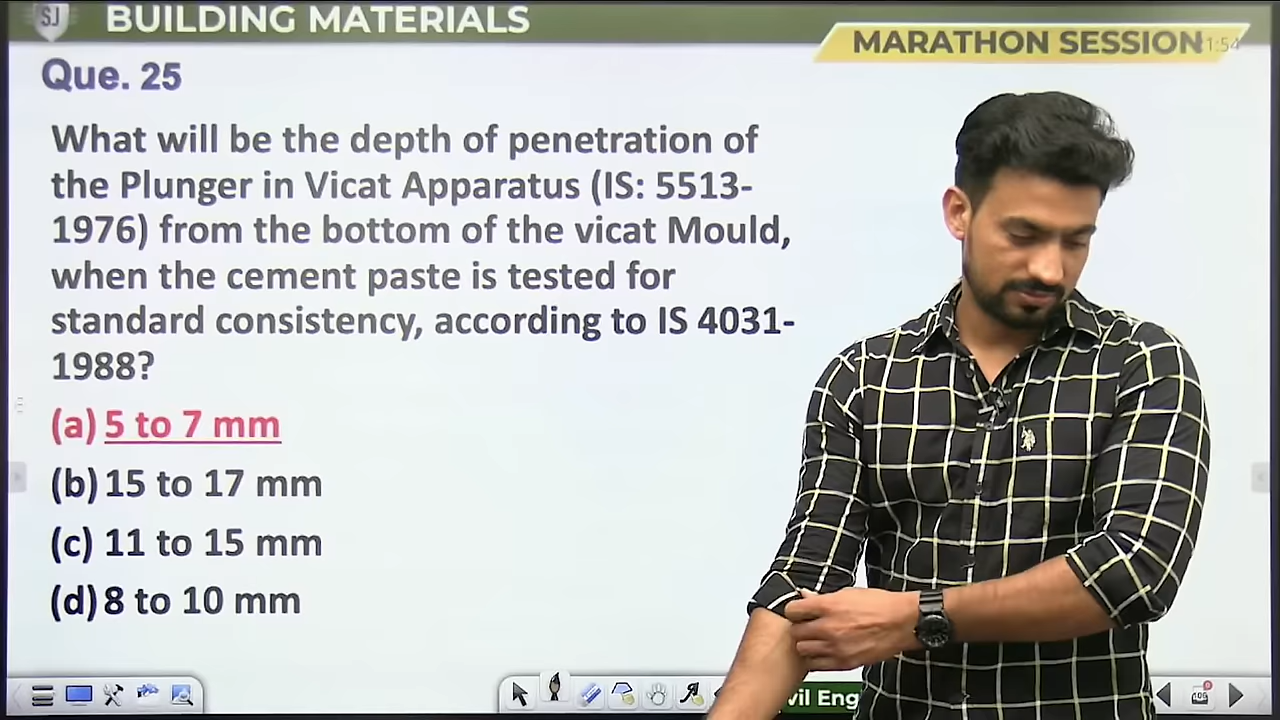 SJ
BUILDING MATERIALS
MARATHON SESSION
1:54
Que. 25
What will be the depth of penetration of
the Plunger in Vicat Apparatus (IS: 5513-
1976) from the bottom of the vicat Mould,
when the cement paste is tested for
standard consistency, according to IS 4031-
1988?
(a) 5 to 7 mm
(b) 15 to 17 mm
(c) 11 to 15 mm
(d) 8 to 10 mm
vil Eng